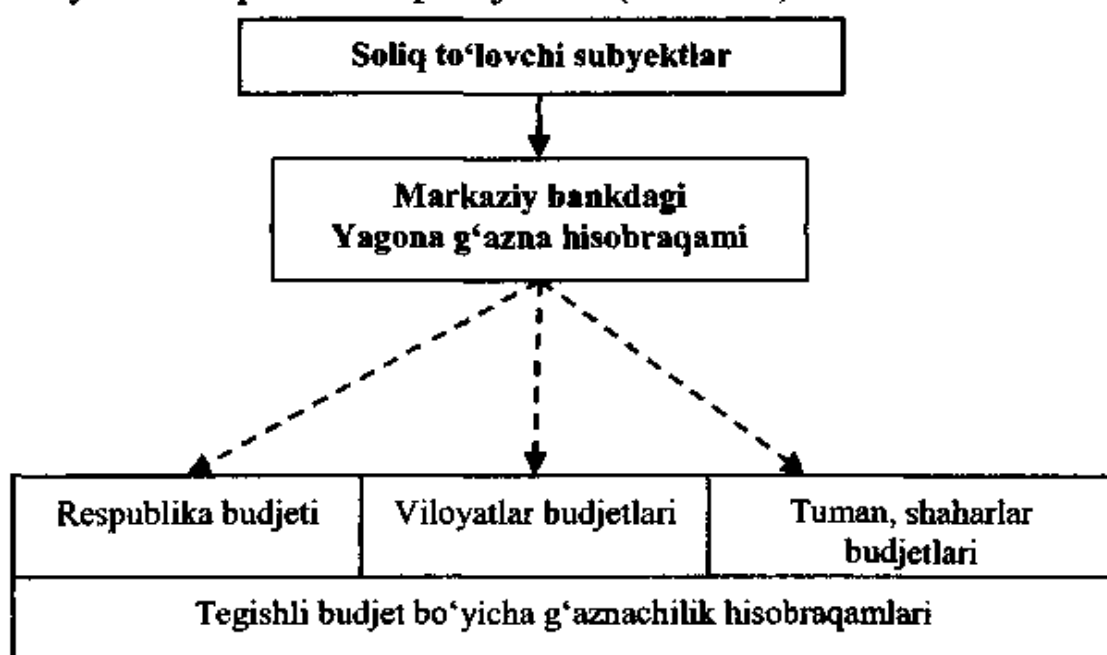 Soliq to‘lovchi subyektlar
Markaziy bankdagi
Yagona g‘azna hisobraqami
Respublika budjeti
Viloyatlar budjetlari
Tuman, shaharlar
budjetlari
Tegishli budjet bo‘yicha g‘aznachilik hisobraqamlari